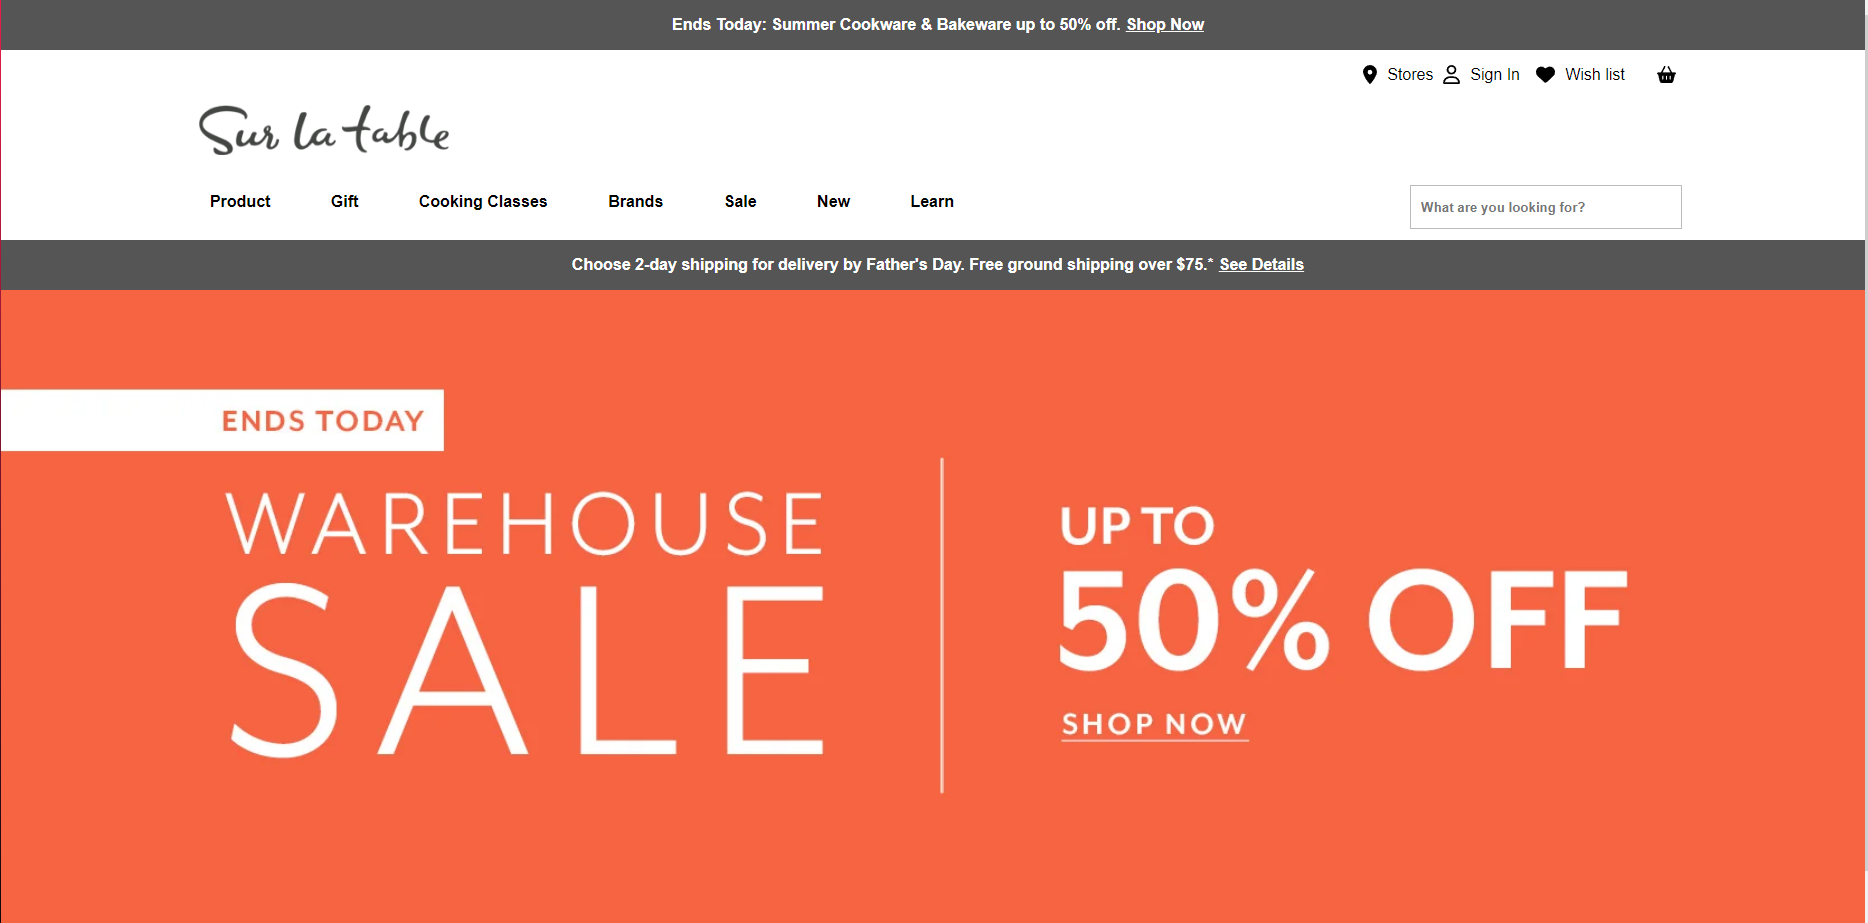 Ends Today: Summer Cookware & Bakeware up to 50% off. Shop Now
Stores Sign In Wish list
Sur la table
Product Gift Cooking Classes Brands Sale New Learn
What are you looking for?
Choose 2-day shipping for delivery by Father's Day. Free ground shipping over $75.* See Details
ENDS TODAY
WAREHOUSE
SALE
UP TO
50% OFF
SHOP NOW